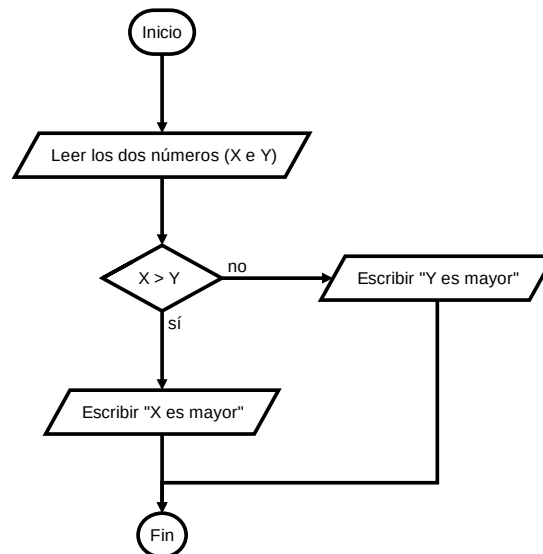 Inicio
Leer los dos números (X e Y)
X > Y
no
Escribir "Y es mayor"
sí
Escribir "X es mayor"
Fin